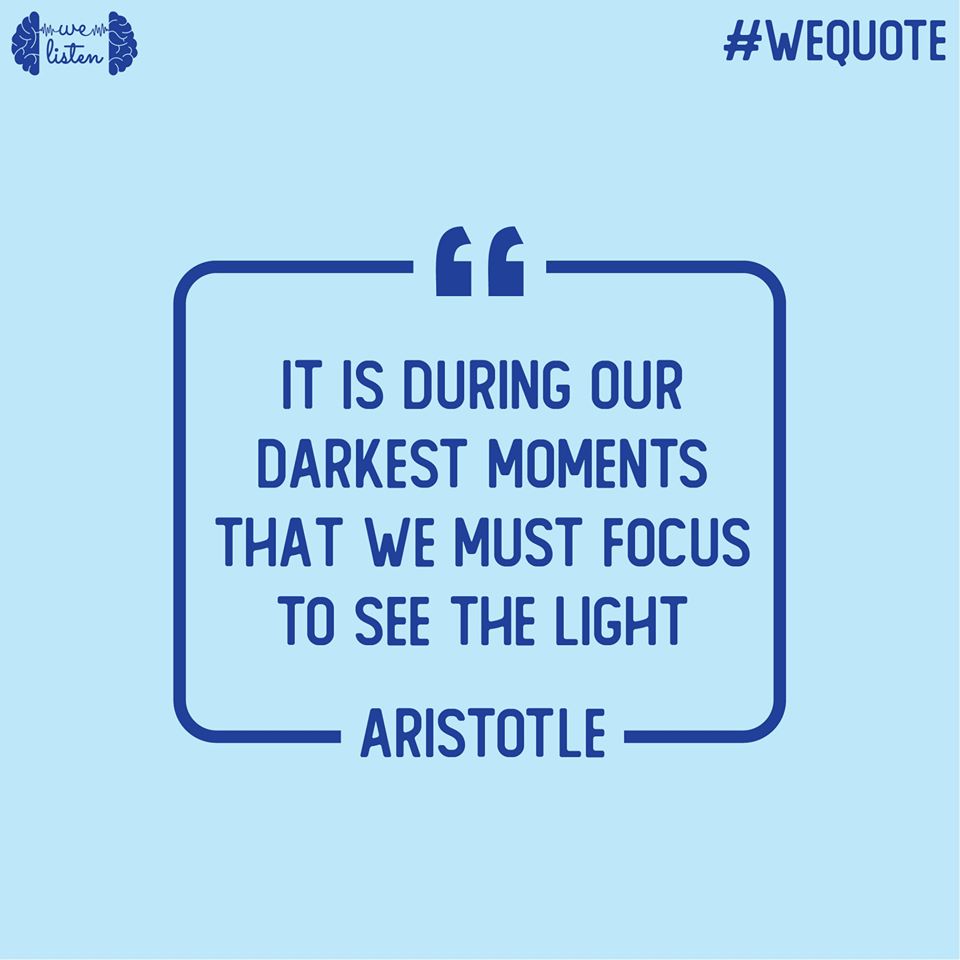 we
listen
#WEQUOTE
“
IT IS DURING OUR
DARKEST MOMENTS
THAT WE MUST FOCUS
TO SEE THE LIGHT
ARISTOTLE